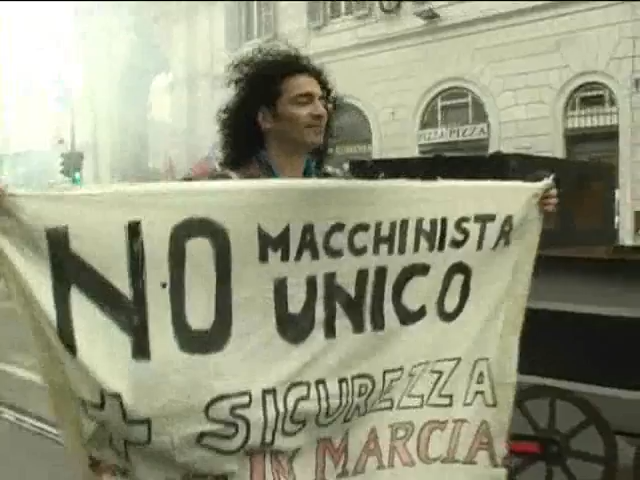 PIZZA PIZZA
NO MACCHINISTA
UNICO
+ SICUREZZA
IN MARCIA